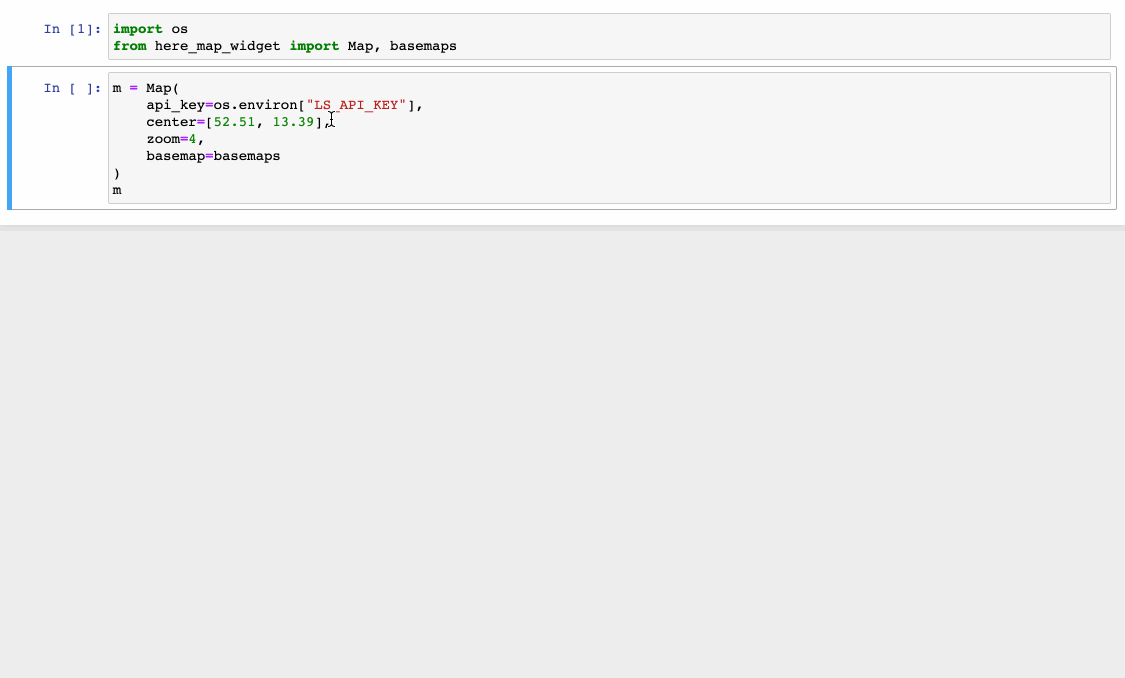 In [1]: import os
from here_map_widget import Map, basemaps
In [ ]: m = Map(
    api_key=os.environ["LS_API_KEY"],
    center=[52.51, 13.39],
    zoom=4,
    basemap=basemaps
)
m